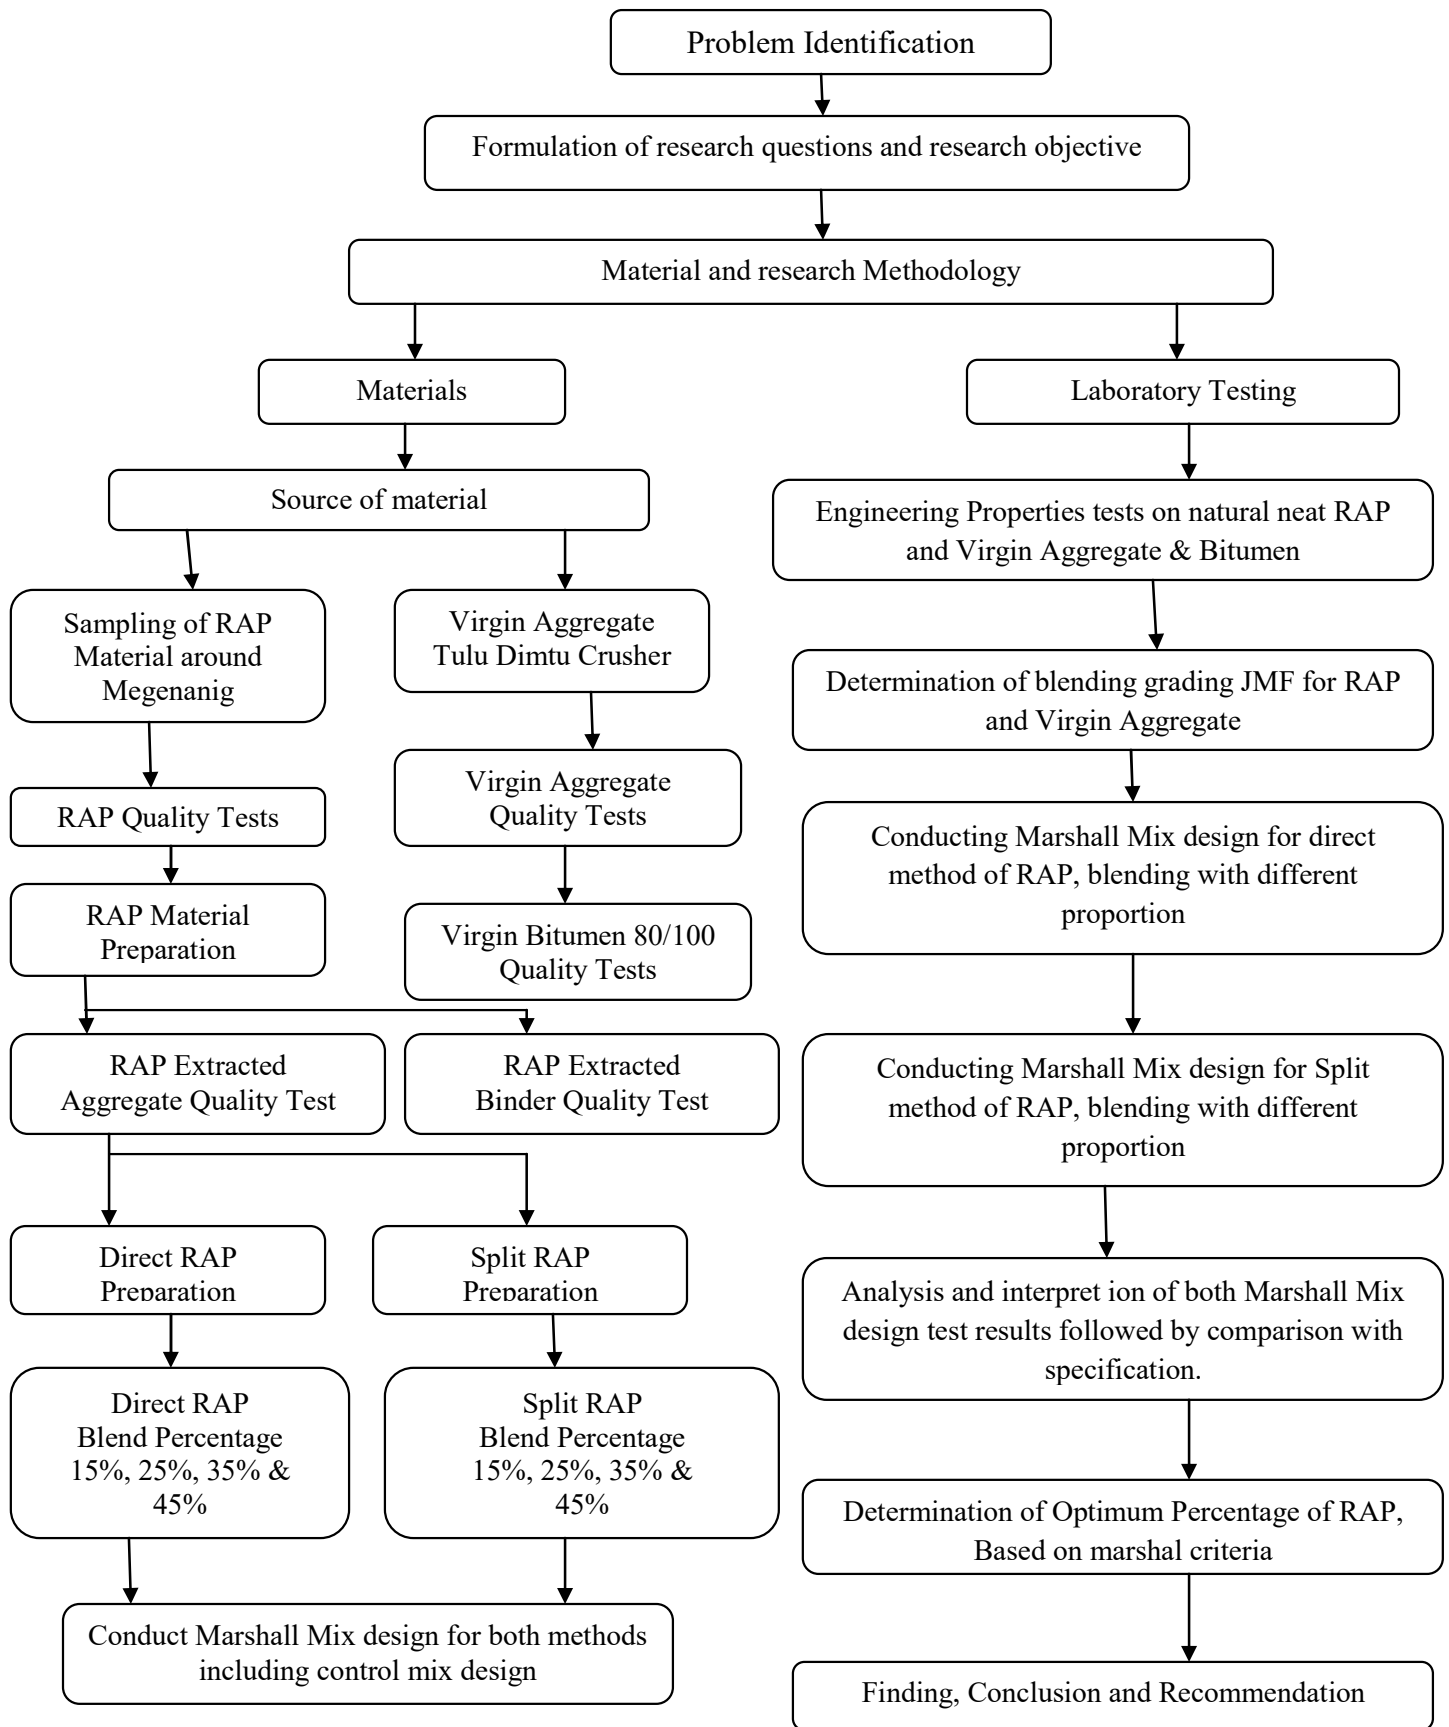 Problem Identification
Formulation of research questions and research objective
Material and research Methodology
Materials
Laboratory Testing
Source of material
Engineering Properties tests on natural neat RAP
and Virgin Aggregate & Bitumen
Sampling of RAP
Material around
Megenanig
Virgin Aggregate
Tulu Dimtu Crusher
Determination of blending grading JMF for RAP
and Virgin Aggregate
RAP Quality Tests
Virgin Aggregate
Quality Tests
Conducting Marshall Mix design for direct
method of RAP, blending with different
proportion
RAP Material
Preparation
Virgin Bitumen 80/100
Quality Tests
RAP Extracted
Aggregate Quality Test
RAP Extracted
Binder Quality Test
Conducting Marshall Mix design for Split
method of RAP, blending with different
proportion
Direct RAP
Preparation
Split RAP
Preparation
Analysis and interpret ion of both Marshall Mix
design test results followed by comparison with
specification.
Direct RAP
Blend Percentage
15%, 25%, 35% &
45%
Split RAP
Blend Percentage
15%, 25%, 35% &
45%
Determination of Optimum Percentage of RAP,
Based on marshal criteria
Conduct Marshall Mix design for both methods
including control mix design
Finding, Conclusion and Recommendation